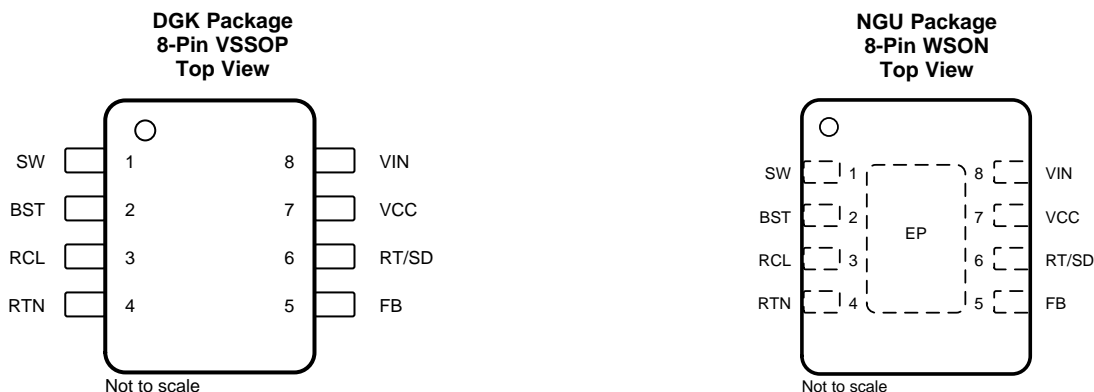 DGK Package
8-Pin VSSOP
Top View
SW 1 8 VIN
BST 2 7 VCC
RCL 3 6 RT/SD
RTN 4 5 FB
Not to scale
NGU Package
8-Pin WSON
Top View
SW 1 8 VIN
BST 2 7 VCC
EP
RCL 3 6 RT/SD
RTN 4 5 FB
Not to scale